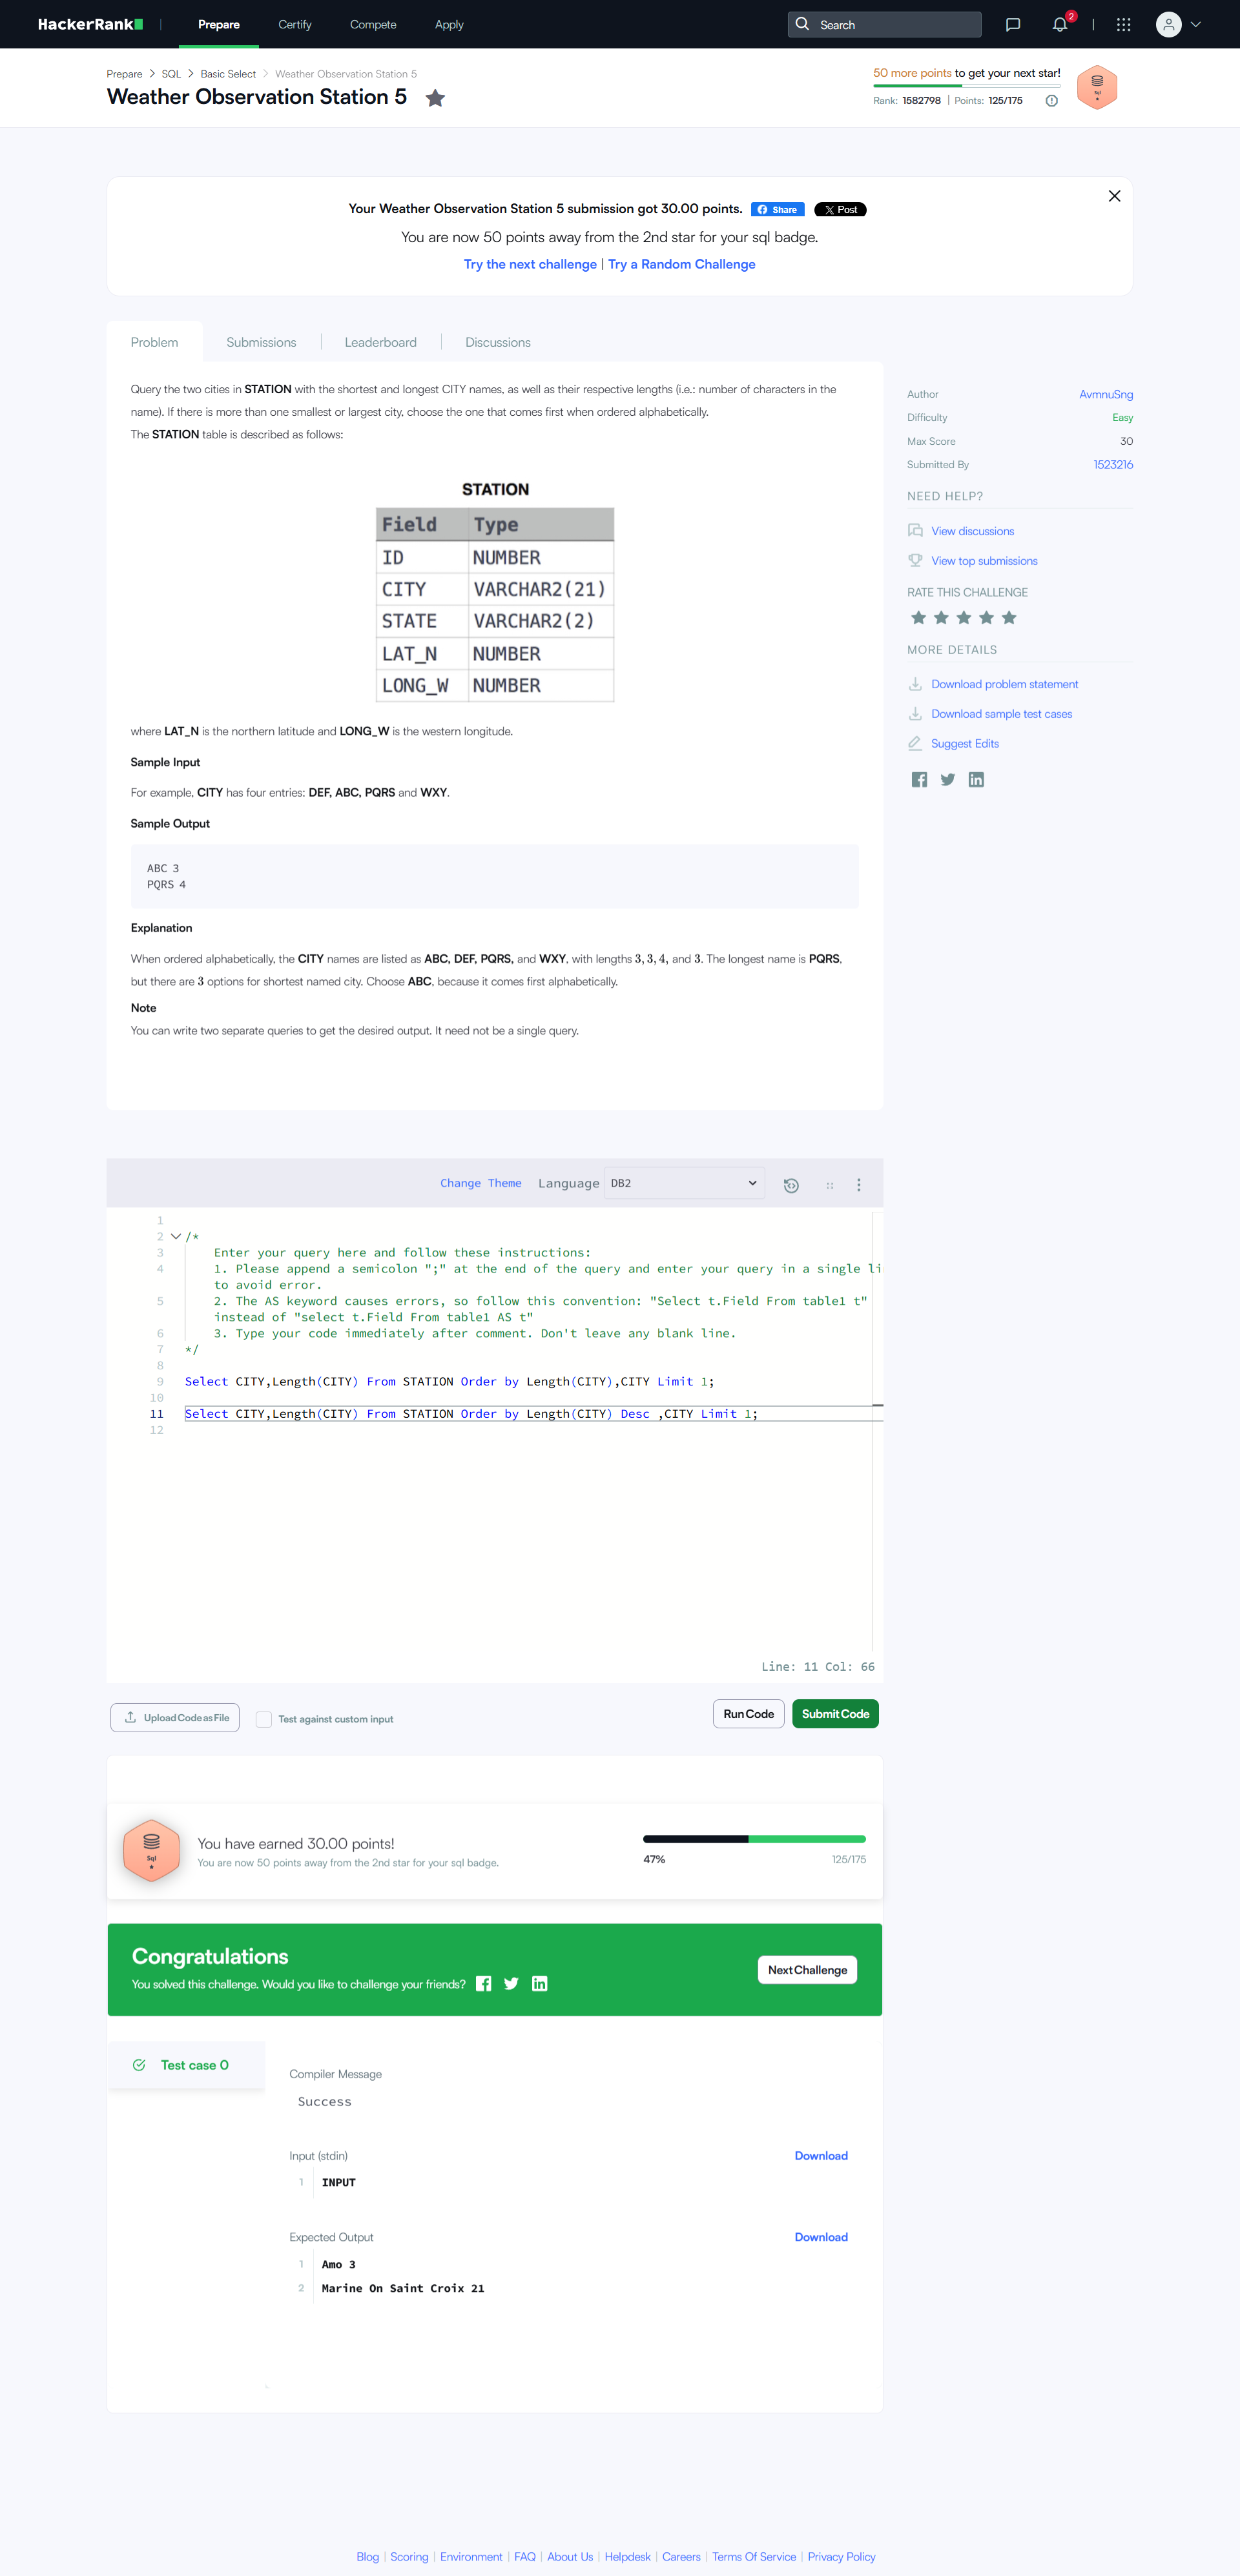 HackerRank | Prepare Certify Compete Apply Search 2
Prepare > SQL > Basic Select > Weather Observation Station 5
Weather Observation Station 5
50 more points to get your next star!
Rank: 1582798 | Points: 125/175
Sql
Your Weather Observation Station 5 submission got 30.00 points. Share Post
You are now 50 points away from the 2nd star for your sql badge.
Try the next challenge | Try a Random Challenge
Problem Submissions Leaderboard Discussions
Query the two cities in STATION with the shortest and longest CITY names, as well as their respective lengths (i.e.: number of characters in the
name). If there is more than one smallest or largest city, choose the one that comes first when ordered alphabetically.
The STATION table is described as follows:
STATION
Field Type
ID NUMBER
CITY VARCHAR2(21)
STATE VARCHAR2(2)
LAT_N NUMBER
LONG_W NUMBER
where LAT_N is the northern latitude and LONG_W is the western longitude.
Sample Input
For example, CITY has four entries: DEF, ABC, PQRS and WXY.
Sample Output
ABC 3
PQRS 4
Explanation
When ordered alphabetically, the CITY names are listed as ABC, DEF, PQRS, and WXY, with lengths 3, 3, 4, and 3. The longest name is PQRS,
but there are 3 options for shortest named city. Choose ABC, because it comes first alphabetically.
Note
You can write two separate queries to get the desired output. It need not be a single query.
Author AvmnuSng
Difficulty Easy
Max Score 30
Submitted By 1523216
NEED HELP?
View discussions
View top submissions
RATE THIS CHALLENGE
MORE DETAILS
Download problem statement
Download sample test cases
Suggest Edits
Change Theme Language DB2
1
2 /*
3 Enter your query here and follow these instructions:
4 1. Please append a semicolon ";" at the end of the query and enter your query in a single li
to avoid error.
5 2. The AS keyword causes errors, so follow this convention: "Select t.Field From table1 t"
instead of "select t.Field From table1 AS t"
6 3. Type your code immediately after comment. Don't leave any blank line.
7 */
8
9 Select CITY,Length(CITY) From STATION Order by Length(CITY),CITY Limit 1;
10
11 Select CITY,Length(CITY) From STATION Order by Length(CITY) Desc ,CITY Limit 1;
12
Line: 11 Col: 66
Upload Code as File Test against custom input Run Code Submit Code
Sql
You have earned 30.00 points!
You are now 50 points away from the 2nd star for your sql badge.
47% 125/175
Congratulations
You solved this challenge. Would you like to challenge your friends?
Next Challenge
Test case 0
Compiler Message
Success
Input (stdin) Download
1 INPUT
Expected Output Download
1 Amo 3
2 Marine On Saint Croix 21
Blog | Scoring | Environment | FAQ | About Us | Helpdesk | Careers | Terms Of Service | Privacy Policy